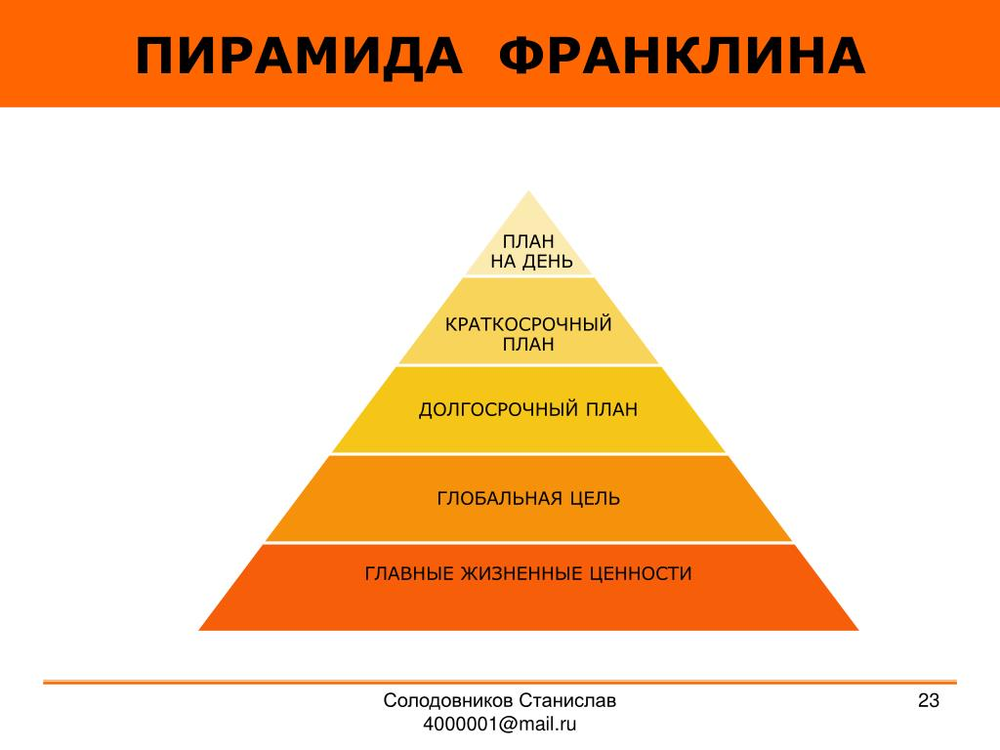 ПИРАМИДА ФРАНКЛИНА
ПЛАН
НА ДЕНЬ
КРАТКОСРОЧНЫЙ
ПЛАН
ДОЛГОСРОЧНЫЙ ПЛАН
ГЛОБАЛЬНАЯ ЦЕЛЬ
ГЛАВНЫЕ ЖИЗНЕННЫЕ ЦЕННОСТИ
Солодовников Станислав
4000001@mail.ru
23